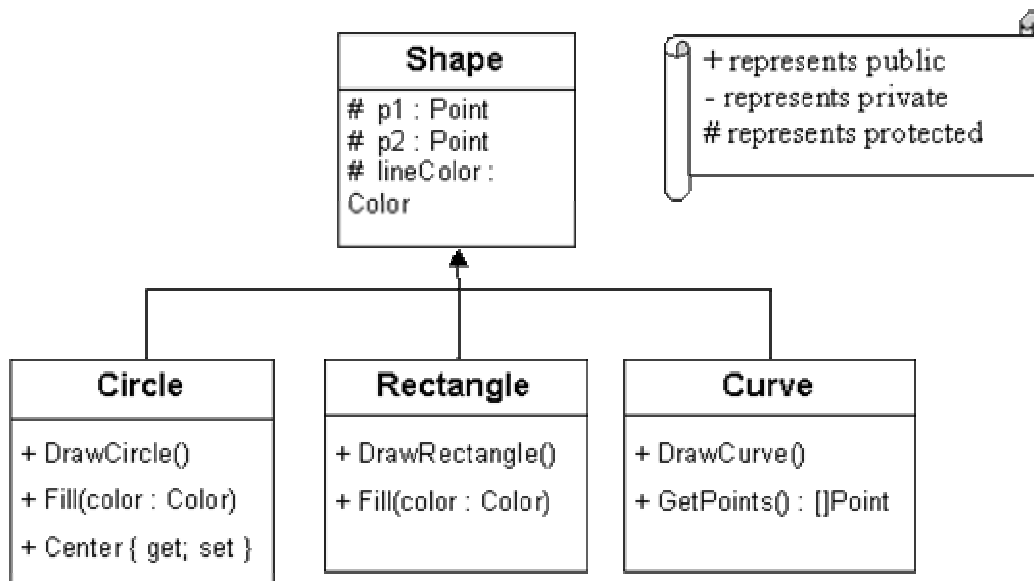 Shape
# p1 : Point
# p2 : Point
# lineColor :
Color
+ represents public
- represents private
# represents protected
Circle
+ DrawCircle()
+ Fill(color : Color)
+ Center { get; set }
Rectangle
+ DrawRectangle()
+ Fill(color : Color)
Curve
+ DrawCurve()
+ GetPoints() : []Point